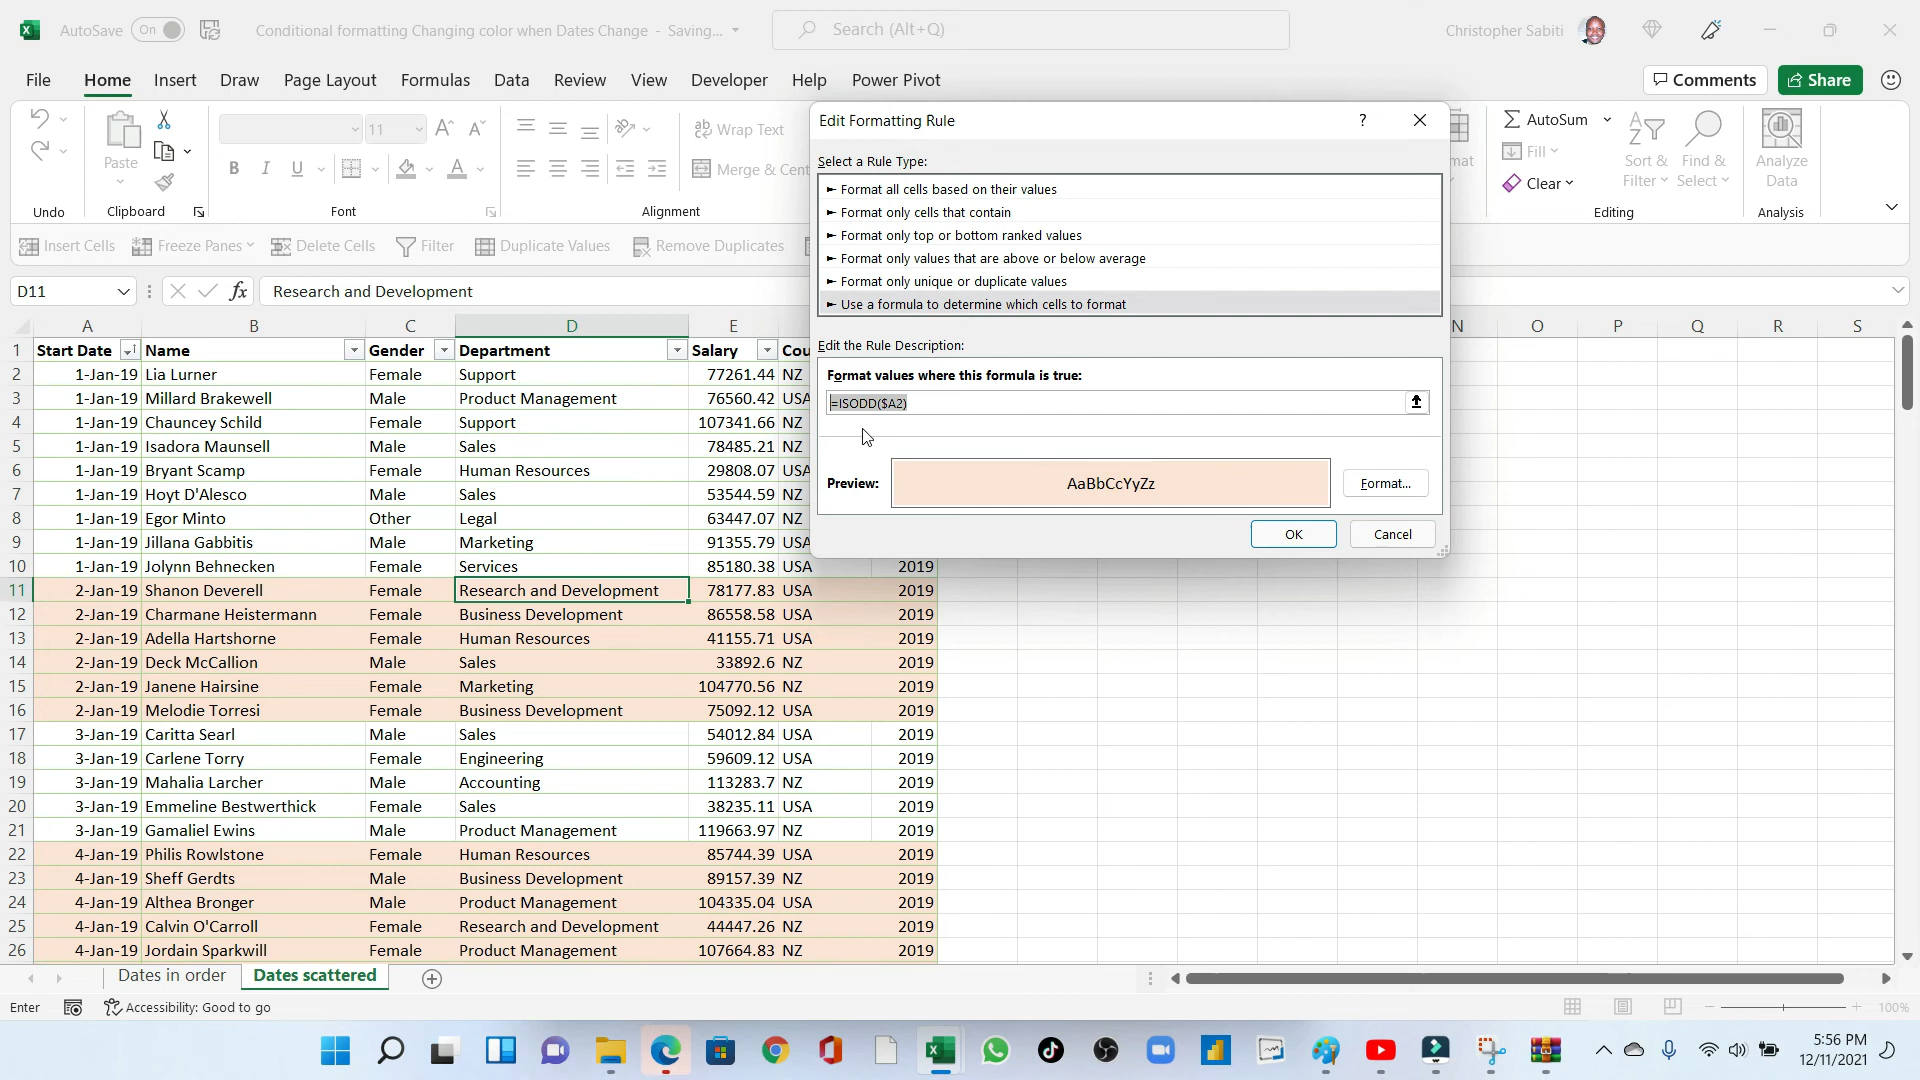 AutoSave On Conditional formatting Changing color when Dates Change - Saving... Search (Alt+Q) Christopher Sabiti
File Home Insert Draw Page Layout Formulas Data Review View Developer Help Power Pivot Comments Share
Paste 11 B I U Wrap Text Merge & Cen
AutoSum Fill Clear Sort & Filter Find & Select Analyze Data
Undo Clipboard Font Alignment Editing Analysis
Insert Cells Freeze Panes Delete Cells Filter Duplicate Values Remove Duplicates
D11 fx Research and Development
Edit Formatting Rule ?
Select a Rule Type:
► Format all cells based on their values
► Format only cells that contain
► Format only top or bottom ranked values
► Format only values that are above or below average
► Format only unique or duplicate values
► Use a formula to determine which cells to format
Edit the Rule Description:
Format values where this formula is true:
=ISODD($A2)
Preview: AaBbCcYyZz Format...
OK Cancel
A B C D E N O P Q R S
1 Start Date Name Gender Department Salary Cou
2 1-Jan-19 Lia Lurner Female Support 77261.44 NZ
3 1-Jan-19 Millard Brakewell Female Product Management 76560.42 USA
4 1-Jan-19 Chauncey Schild Female Support 107341.66 NZ
5 1-Jan-19 Isadora Maunsell Male Sales 78485.21 NZ
6 1-Jan-19 Bryant Scamp Female Human Resources 29808.07 USA
7 1-Jan-19 Hoyt D'Alesco Male Sales 53544.59 NZ
8 1-Jan-19 Egor Minto Other Legal 63447.07 NZ
9 1-Jan-19 Jillana Gabbitis Male Marketing 91355.79 USA
10 1-Jan-19 Jolynn Behnecken Female Services 85180.38 USA 2019
11 2-Jan-19 Shanon Deverell Female Research and Development 78177.83 USA 2019
12 2-Jan-19 Charmane Heistermann Female Business Development 86558.58 USA 2019
13 2-Jan-19 Adella Hartshorne Female Human Resources 41155.71 USA 2019
14 2-Jan-19 Deck McCallion Male Sales 33892.6 NZ 2019
15 2-Jan-19 Janene Hairsine Female Marketing 104770.56 NZ 2019
16 2-Jan-19 Melodie Torresi Female Business Development 75092.12 USA 2019
17 3-Jan-19 Caritta Searl Male Sales 54012.84 USA 2019
18 3-Jan-19 Carlene Torry Female Engineering 59609.12 USA 2019
19 3-Jan-19 Mahalia Larcher Male Accounting 113283.7 NZ 2019
20 3-Jan-19 Emmeline Bestwerthick Female Sales 38235.11 USA 2019
21 3-Jan-19 Gamaliel Ewins Male Product Management 119663.97 NZ 2019
22 4-Jan-19 Philis Rowlstone Female Human Resources 85744.39 USA 2019
23 4-Jan-19 Sheff Gerdts Male Business Development 89157.39 NZ 2019
24 4-Jan-19 Althea Bronger Male Product Management 104335.04 USA 2019
25 4-Jan-19 Calvin O'Carroll Female Research and Development 44447.26 NZ 2019
26 4-Jan-19 Jordain Sparkwill Female Product Management 107664.83 NZ 2019
Dates in order Dates scattered
Enter Accessibility: Good to go 100%
5:56 PM
12/11/2021